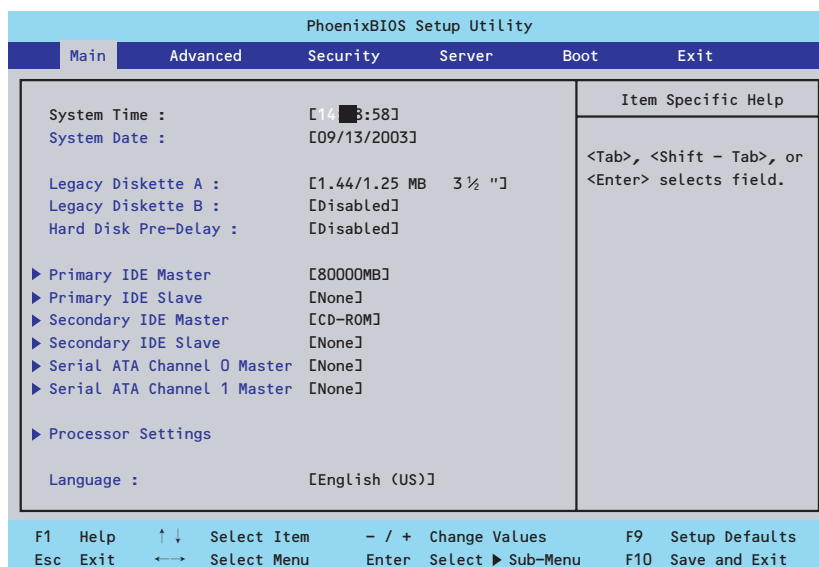 PhoenixBIOS Setup Utility
Main Advanced Security Server Boot Exit
System Time : [14 8:58]
System Date : [09/13/2003]
Legacy Diskette A : [1.44/1.25 MB 3½ "]
Legacy Diskette B : [Disabled]
Hard Disk Pre-Delay : [Disabled]
▶ Primary IDE Master [80000MB]
▶ Primary IDE Slave [None]
▶ Secondary IDE Master [CD-ROM]
▶ Secondary IDE Slave [None]
▶ Serial ATA Channel 0 Master [None]
▶ Serial ATA Channel 1 Master [None]
▶ Processor Settings
Language : [English (US)]
Item Specific Help
<Tab>, <Shift - Tab>, or
<Enter> selects field.
F1 Help ↑↓ Select Item - / + Change Values F9 Setup Defaults
Esc Exit ←→ Select Menu Enter Select ▶ Sub-Menu F10 Save and Exit